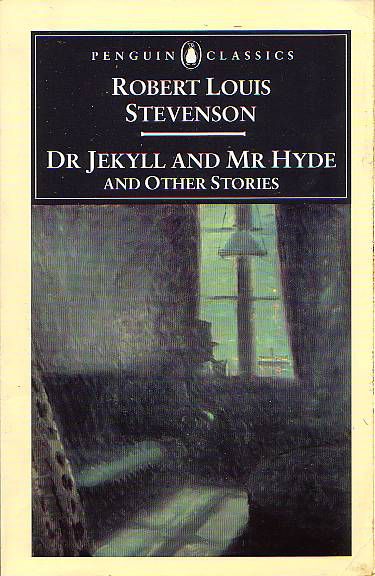 PENGUIN CLASSICS
ROBERT LOUIS
STEVENSON
DR JEKYLL AND MR HYDE
AND OTHER STORIES